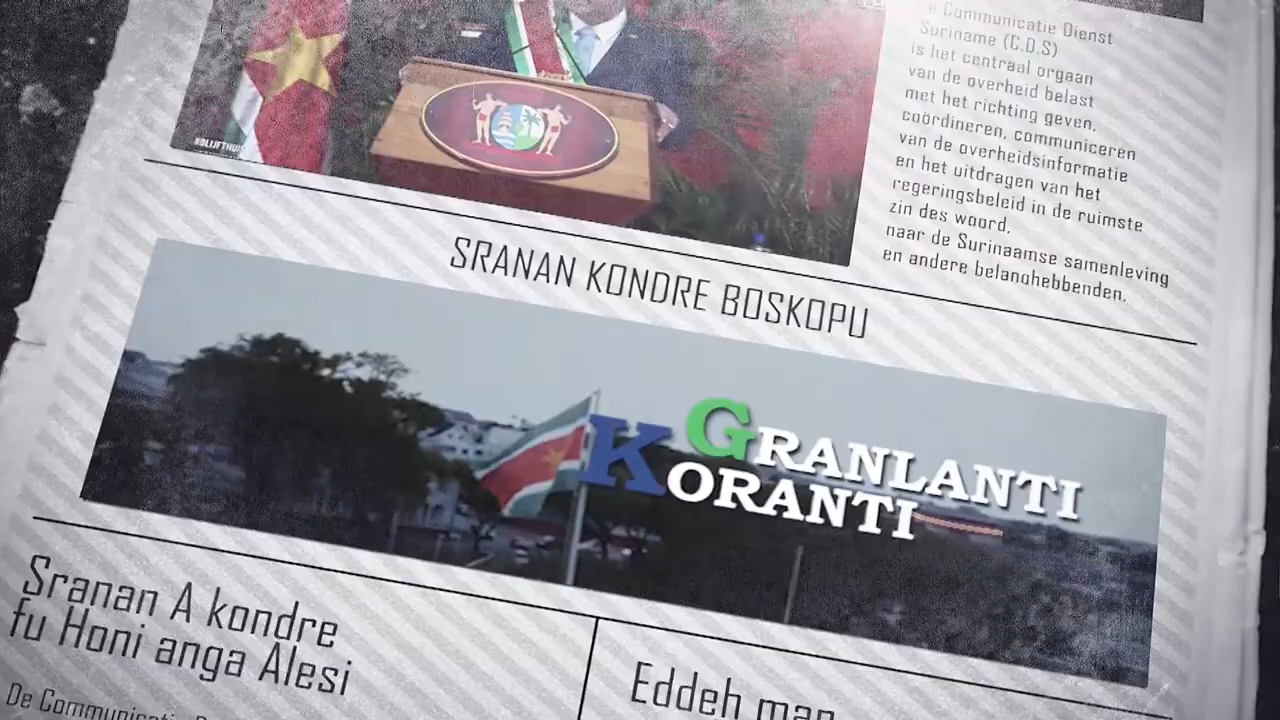 e Communicatie Dienst
Suriname (C.D.S)
is het centraal orgaan
van de overheid belast
met het richting geven,
coördineren, communiceren
van de overheidsinformatie
en het uitdragen van het
regeringsbeleid in de ruimste
zin des woord,
naar de Surinaamse samenleving
en andere belanghebbenden.
#BLIJFTHUI
SRANAN KONDRE BOSKOPU
GRANLANTI
KORANTI
Sranan A kondre
fu Honi anga Alesi
De Communicatie
Eddeh man